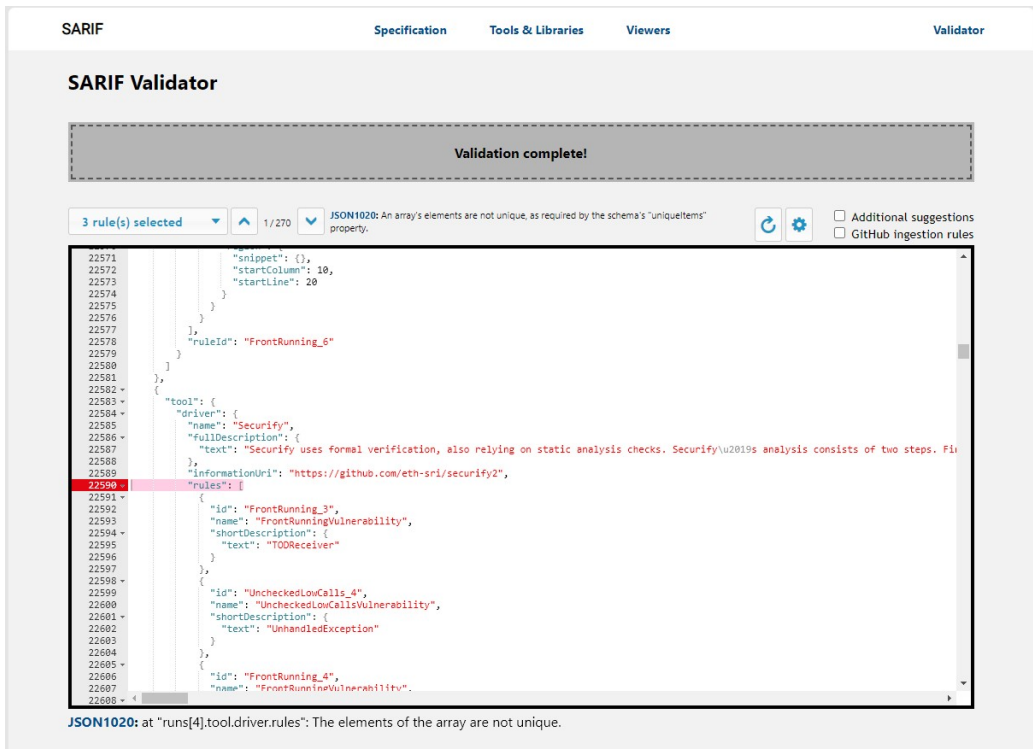 SARIF Specification Tools & Libraries Viewers Validator
SARIF Validator
Validation complete!
3 rule(s) selected 1/270 JSON1020: An array's elements are not unique, as required by the schema's "uniqueItems"
property.
Additional suggestions
GitHub ingestion rules
22571 "snippet": {},
22572 "startColumn": 10,
22573 "startLine": 20
22574 }
22575 }
22576 }
22577 ],
22578 "ruleId": "FrontRunning_6"
22579 }
22580 ]
22581 },
22582 {
22583 "tool": {
22584 "driver": {
22585 "name": "Securify",
22586 "fullDescription": {
22587 "text": "Securify uses formal verification, also relying on static analysis checks. Securify\u2019s analysis consists of two steps.
22588 },
22589 "informationUri": "https://github.com/eth-sri/securify2",
22590 "rules": [
22591 {
22592 "id": "FrontRunning_3",
22593 "name": "FrontRunningVulnerability",
22594 "shortDescription": {
22595 "text": "TODReceiver"
22596 }
22597 },
22598 {
22599 "id": "UncheckedLowCalls_4",
22600 "name": "UncheckedLowCallsVulnerability",
22601 "shortDescription": {
22602 "text": "UnhandledException"
22603 }
22604 },
22605 {
22606 "id": "FrontRunning_4",
22607 "name": "FrontRunningVulnerability",
22608
JSON1020: at "runs[4].tool.driver.rules": The elements of the array are not unique.